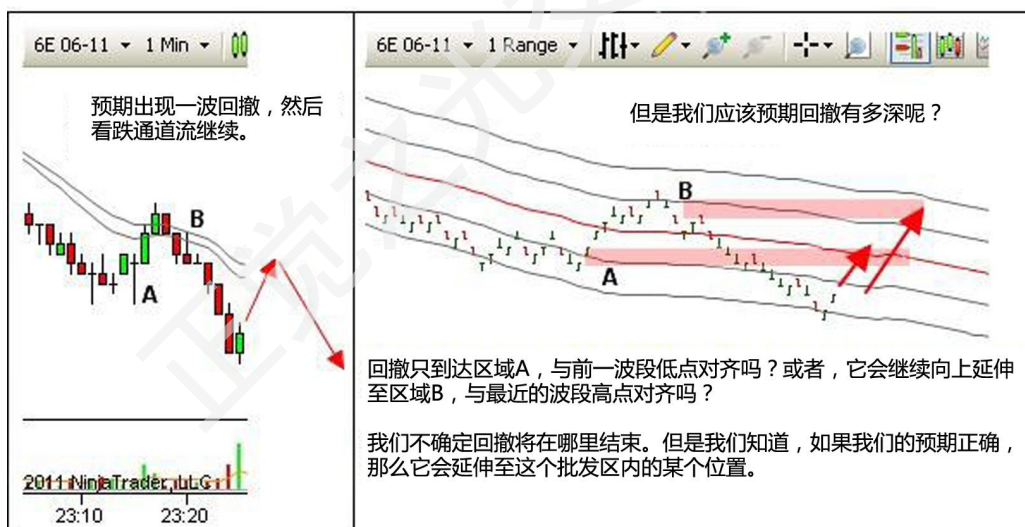 6E 06-11 1 Min
预期出现一波回撤，然后
看跌通道流继续。
B
A
2011 NinjaTrader, LLC
23:10 23:20
6E 06-11 1 Range
但是我们应该预期回撤有多深呢？
B
A
回撤只到达区域A，与前一波段低点对齐吗？或者，它会继续向上延伸
至区域B，与最近的波段高点对齐吗？
我们不确定回撤将在哪里结束。但是我们知道，如果我们的预期正确，
那么它会延伸至这个批发区内的某个位置。